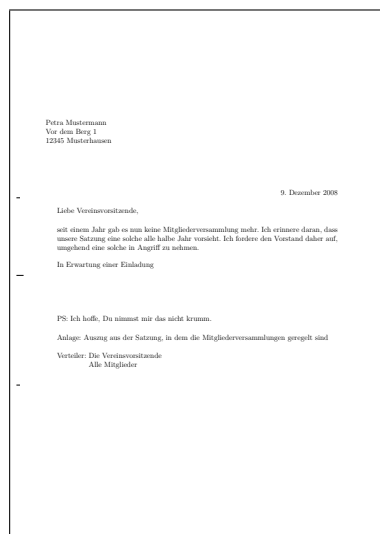 Petra Mustermann
Vor dem Berg 1
12345 Musterhausen
9. Dezember 2008
Liebe Vereinsvorsitzende,
seit einem Jahr gab es nun keine Mitgliederversammlung mehr. Ich erinnere daran, dass
unsere Satzung eine solche alle halbe Jahr vorsieht. Ich fordere den Vorstand daher auf,
umgehend eine solche in Angriff zu nehmen.
In Erwartung einer Einladung
PS: Ich hoffe, Du nimmst mir das nicht krumm.
Anlage: Auszug aus der Satzung, in dem die Mitgliederversammlungen geregelt sind
Verteiler: Die Vereinsvorsitzende
Alle Mitglieder